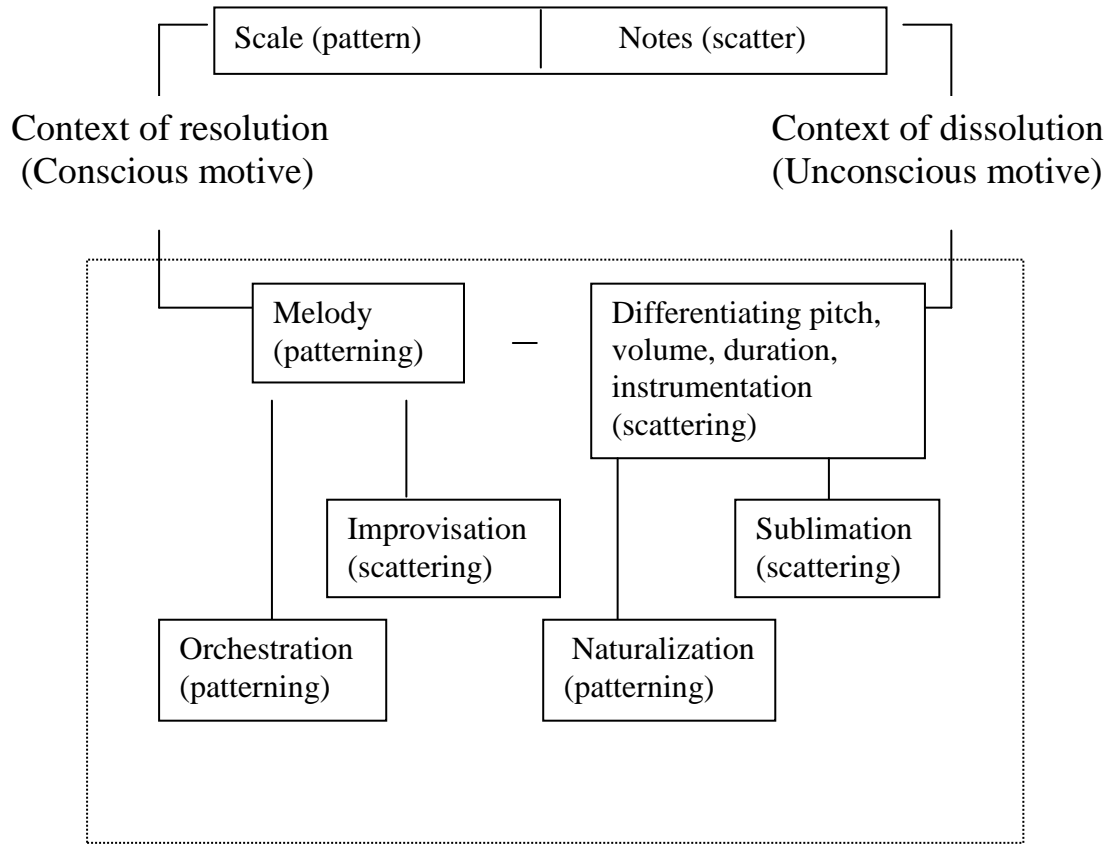 Scale (pattern)
Notes (scatter)
Context of resolution
(Conscious motive)
Context of dissolution
(Unconscious motive)
Melody
(patterning)
–
Differentiating pitch,
volume, duration,
instrumentation
(scattering)
Improvisation
(scattering)
Sublimation
(scattering)
Orchestration
(patterning)
Naturalization
(patterning)